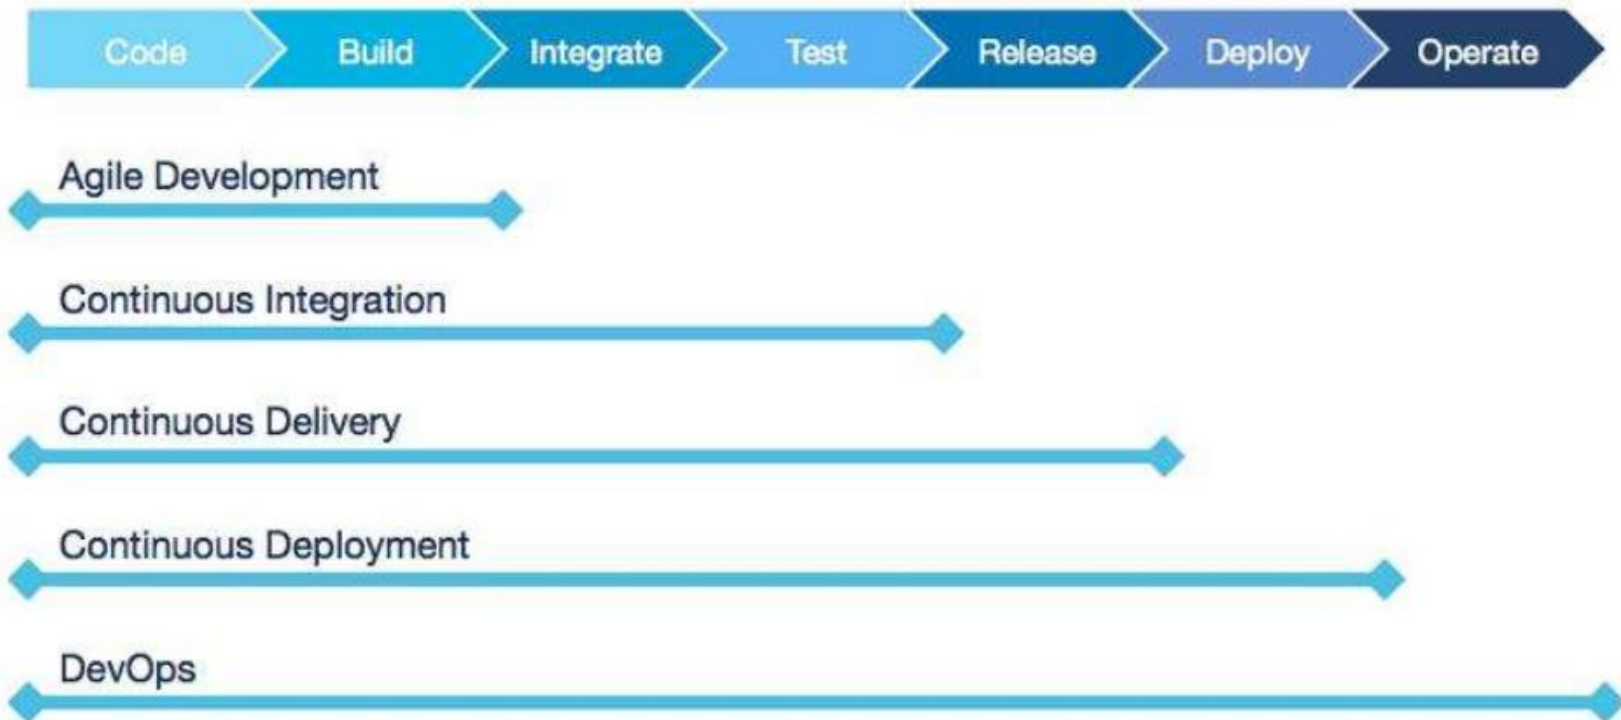 Code Build Integrate Test Release Deploy Operate
Agile Development
Continuous Integration
Continuous Delivery
Continuous Deployment
DevOps